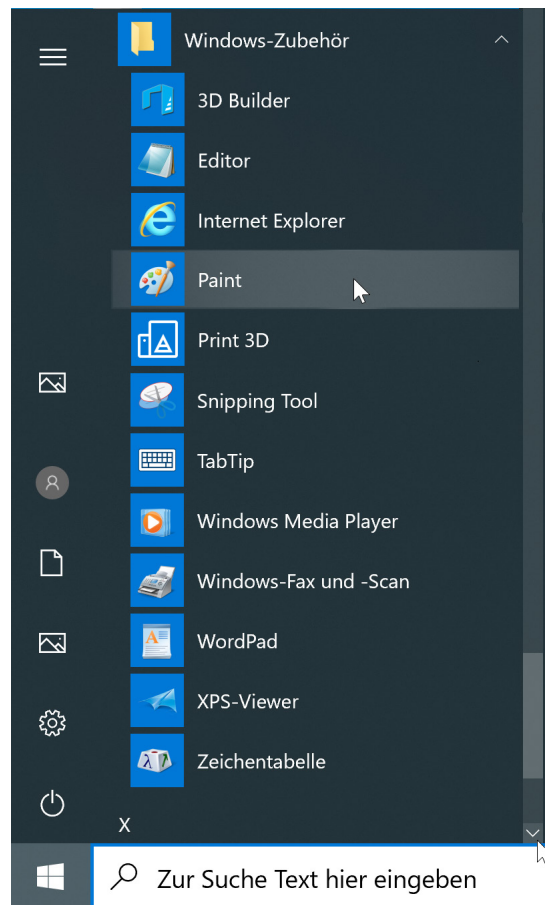 Windows-Zubehör
3D Builder
Editor
Internet Explorer
Paint
Print 3D
Snipping Tool
TabTip
Windows Media Player
Windows-Fax und -Scan
WordPad
XPS-Viewer
Zeichentabelle
X
Zur Suche Text hier eingeben